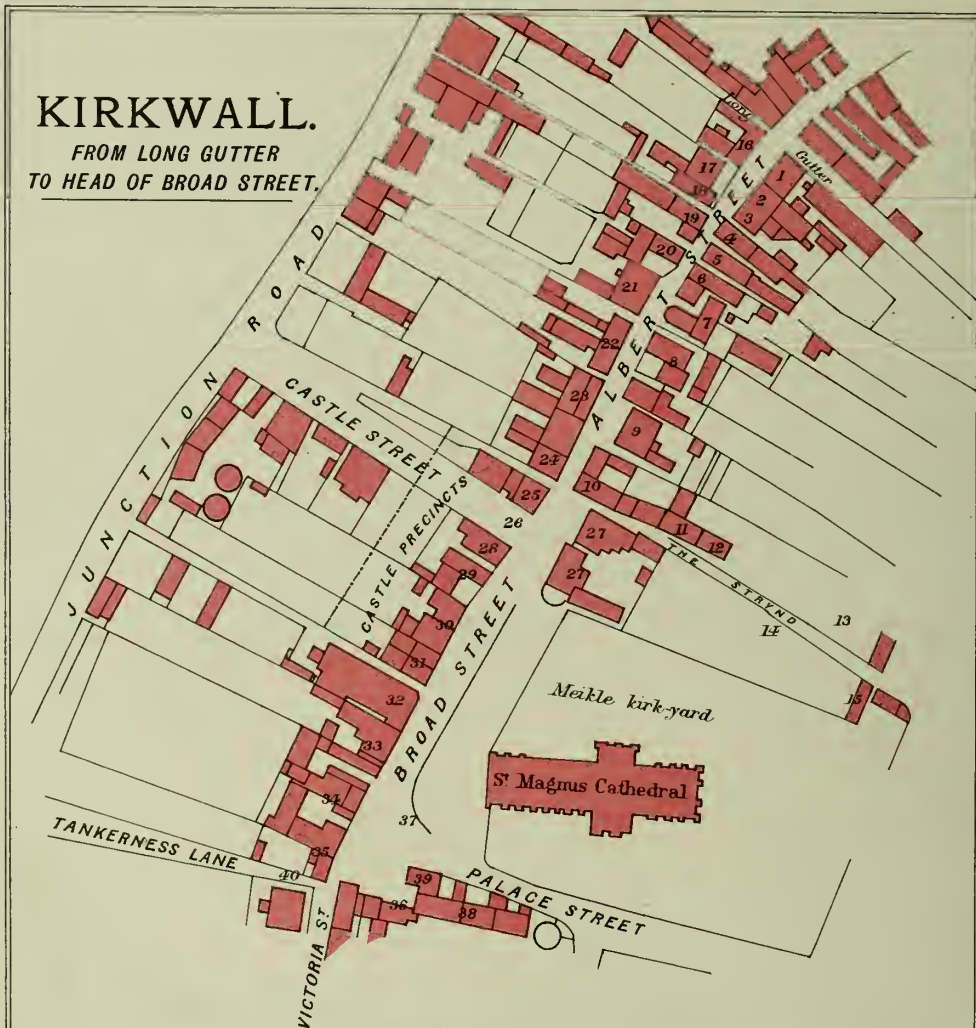 KIRKWALL.
FROM LONG GUTTER
TO HEAD OF BROAD STREET.
Long
Gutter
16
17
18
19
1
2
3
4
5
6
7
8
9
10
11
12
20
21
22
23
24
25
26
27
27
28
29
30
31
32
33
34
35
36
37
38
39
40
13
14
15
ALBERT STREET
JUNCTION ROAD
CASTLE STREET
CASTLE PRECINCTS
THE STRYND
BROAD STREET
Meikle kirk-yard
St Magnus Cathedral
TANKERNESS LANE
PALACE STREET
VICTORIA ST